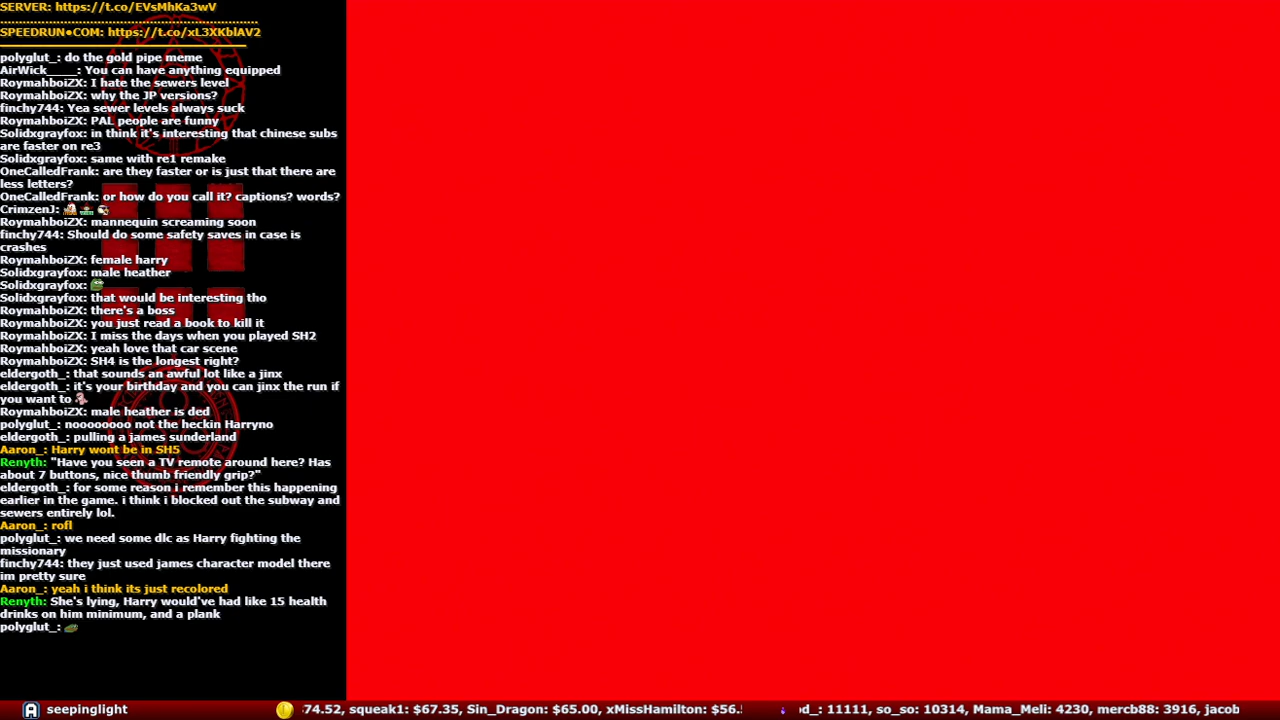 SERVER: https://t.co/EVsMhKa3wV
SPEEDRUN●COM: https://t.co/xL3XKblAV2
polyglut_: do the gold pipe meme
AirWick____: You can have anything equipped
RoymahboiZX: I hate the sewers level
RoymahboiZX: why the JP versions?
finchy744: Yea sewer levels always suck
RoymahboiZX: PAL people are funny
Solidxgrayfox: in think it's interesting that chinese subs
are faster on re3
Solidxgrayfox: same with re1 remake
OneCalledFrank: are they faster or is just that there are
less letters?
OneCalledFrank: or how do you call it? captions? words?
CrimzenJ:
RoymahboiZX: mannequin screaming soon
finchy744: Should do some safety saves in case is
crashes
RoymahboiZX: female harry
Solidxgrayfox: male heather
Solidxgrayfox:
Solidxgrayfox: that would be interesting tho
RoymahboiZX: there's a boss
RoymahboiZX: you just read a book to kill it
RoymahboiZX: I miss the days when you played SH2
RoymahboiZX: yeah love that car scene
RoymahboiZX: SH4 is the longest right?
eldergoth_: that sounds an awful lot like a jinx
eldergoth_: it's your birthday and you can jinx the run if
you want to
RoymahboiZX: male heather is ded
polyglut_: noooooooo not the heckin Harryno
eldergoth_: pulling a james sunderland
Aaron_: Harry wont be in SH5
Renyth: "Have you seen a TV remote around here? Has
about 7 buttons, nice thumb friendly grip?"
eldergoth_: for some reason i remember this happening
earlier in the game. i think i blocked out the subway and
sewers entirely lol.
Aaron_: rofl
polyglut_: we need some dlc as Harry fighting the
missionary
finchy744: they just used james character model there
im pretty sure
Aaron_: yeah i think its just recolored
Renyth: She's lying, Harry would've had like 15 health
drinks on him minimum, and a plank
polyglut_:
A seepinglight 74.52, squeak1: $67.35, Sin_Dragon: $65.00, xMissHamilton: $56. d_: 11111, so_so: 10314, Mama_Meli: 4230, mercb88: 3916, jacob